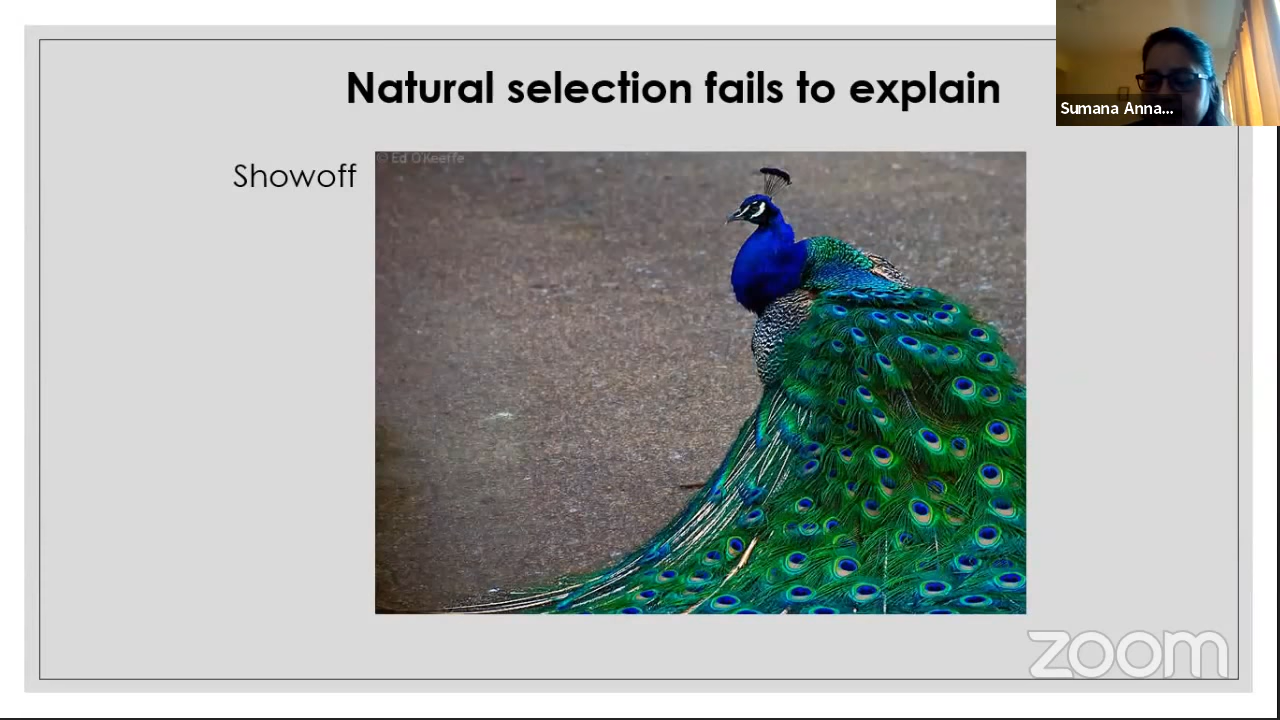 Natural selection fails to explain
Sumana Anna...
Showoff
© Ed O'Keeffe
zoom